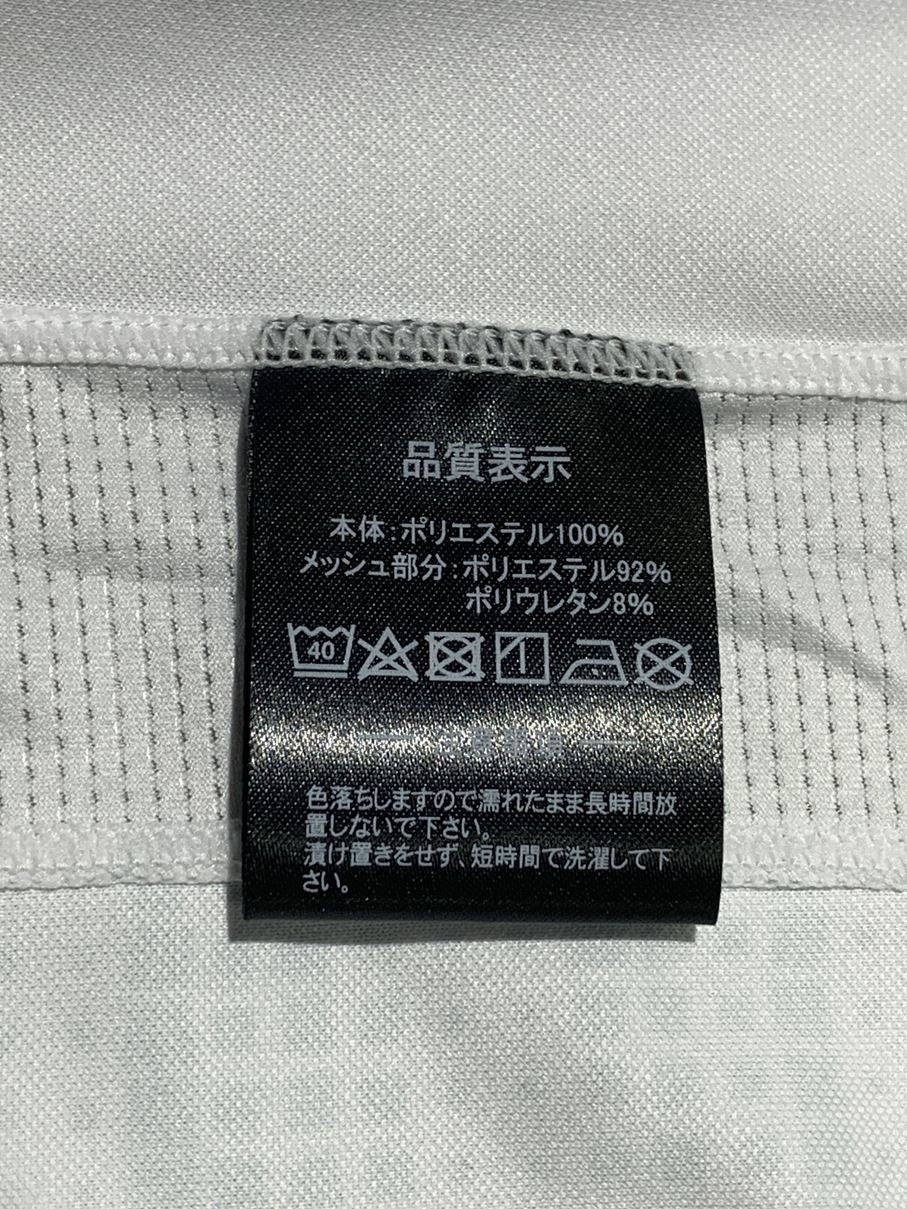 品質表示
本体:ポリエステル100%
メッシュ部分:ポリエステル92%
ポリウレタン8%
40
色落ちしますので濡れたまま長時間放
置しないで下さい。
漬け置きをせず、短時間で洗濯して下
さい。